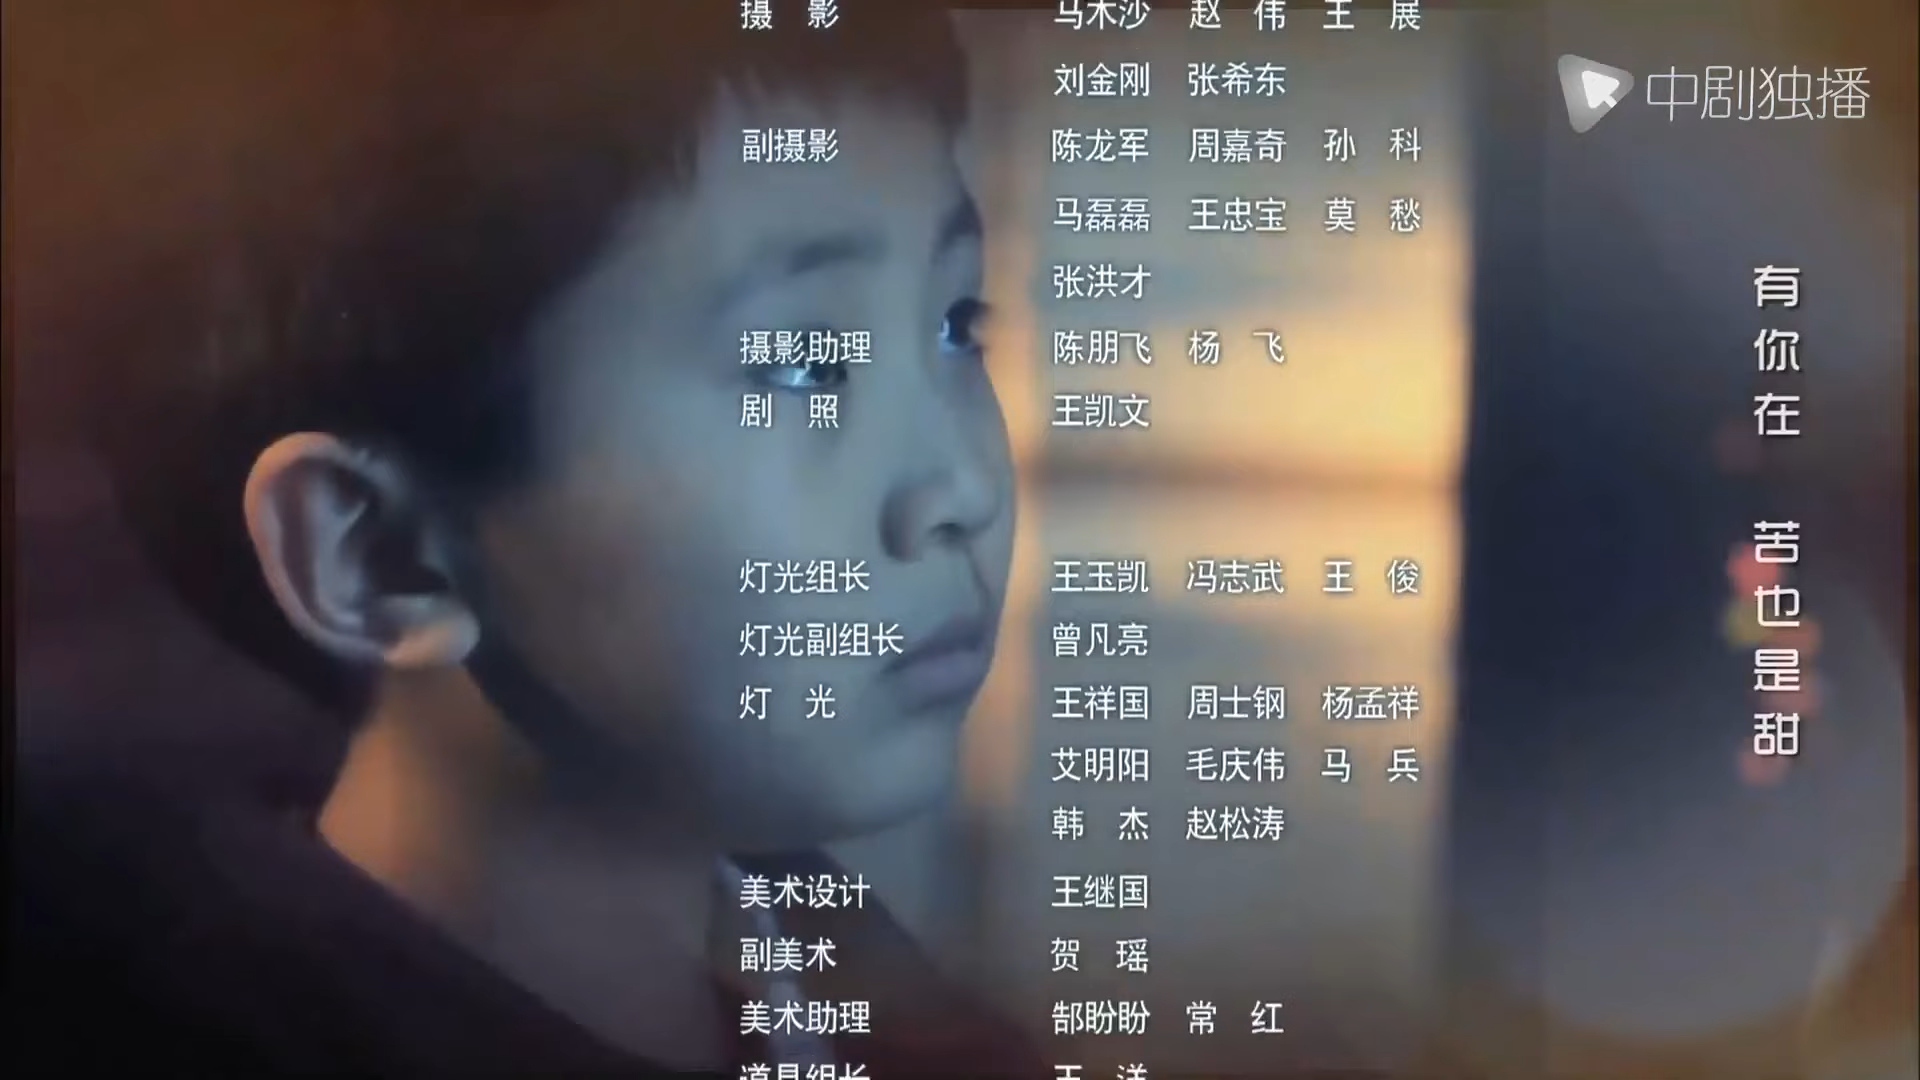 摄 影 马木沙 赵 伟 王 展
刘金刚 张希东
副摄影 陈龙军 周嘉奇 孙 科
马磊磊 王忠宝 莫 愁
张洪才
摄影助理 陈朋飞 杨 飞
剧 照 王凯文
灯光组长 王玉凯 冯志武 王 俊
灯光副组长 曾凡亮
灯 光 王祥国 周士钢 杨孟祥
艾明阳 毛庆伟 马 兵
韩 杰 赵松涛
美术设计 王继国
副美术 贺 瑶
美术助理 郜盼盼 常 红
道具组长 王 洋
中剧独播
有你在 苦也是甜